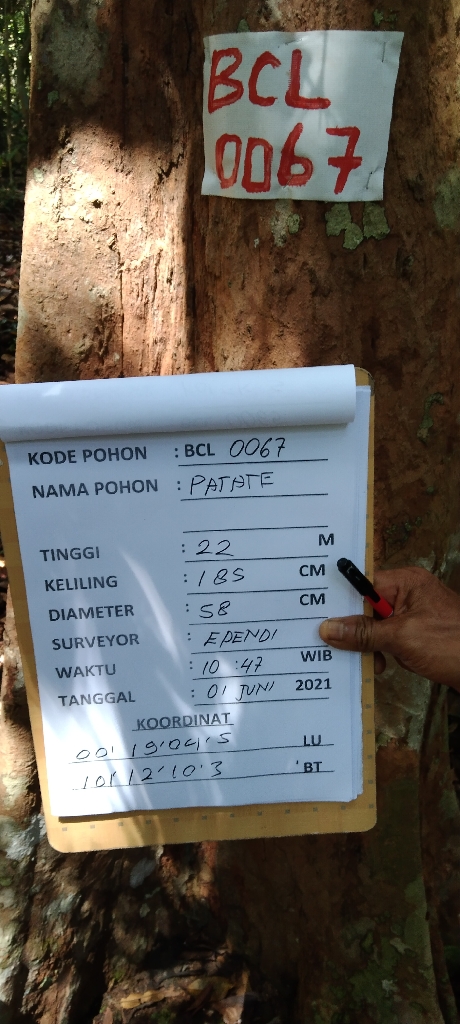 BCL
0067
KODE POHON : BCL 0067
NAMA POHON : PATATE
TINGGI : 22 M
KELILING : 185 CM
DIAMETER : 58 CM
SURVEYOR : EPENDI
WAKTU : 10:47 WIB
TANGGAL : 01 JUNI 2021
KOORDINAT
00' 19'04'5 LU
101' 12'10'3 'BT